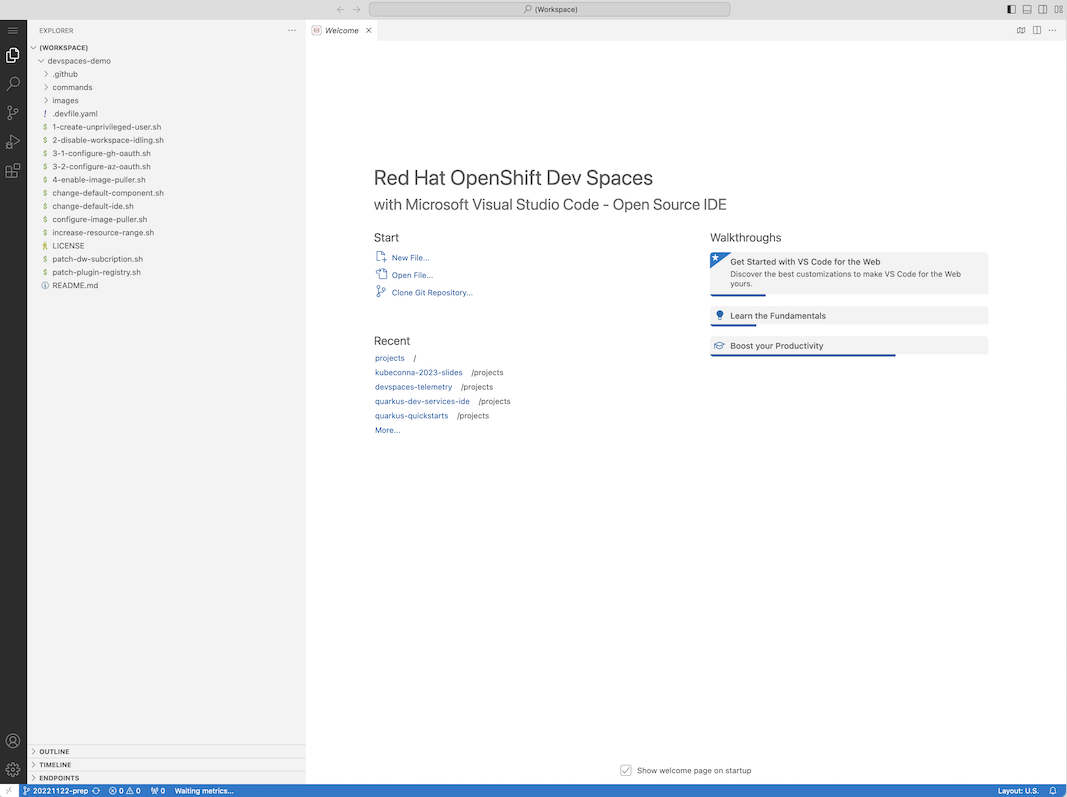 (Workspace)
EXPLORER
Welcome
(WORKSPACE)
devspaces-demo
.github
commands
images
.devfile.yaml
1-create-unprivileged-user.sh
2-disable-workspace-idling.sh
3-1-configure-gh-oauth.sh
3-2-configure-az-oauth.sh
4-enable-image-puller.sh
change-default-component.sh
change-default-ide.sh
configure-image-puller.sh
increase-resource-range.sh
LICENSE
patch-dw-subcription.sh
patch-plugin-registry.sh
README.md
OUTLINE
TIMELINE
ENDPOINTS
Red Hat OpenShift Dev Spaces
with Microsoft Visual Studio Code - Open Source IDE
Start
New File...
Open File...
Clone Git Repository...
Recent
projects /
kubeconna-2023-slides /projects
devspaces-telemetry /projects
quarkus-dev-services-ide /projects
quarkus-quickstarts /projects
More...
Walkthroughs
Get Started with VS Code for the Web
Discover the best customizations to make VS Code for the Web
yours.
Learn the Fundamentals
Boost your Productivity
Show welcome page on startup
20221122-prep 0 0 0 Waiting metrics... Layout: U.S.